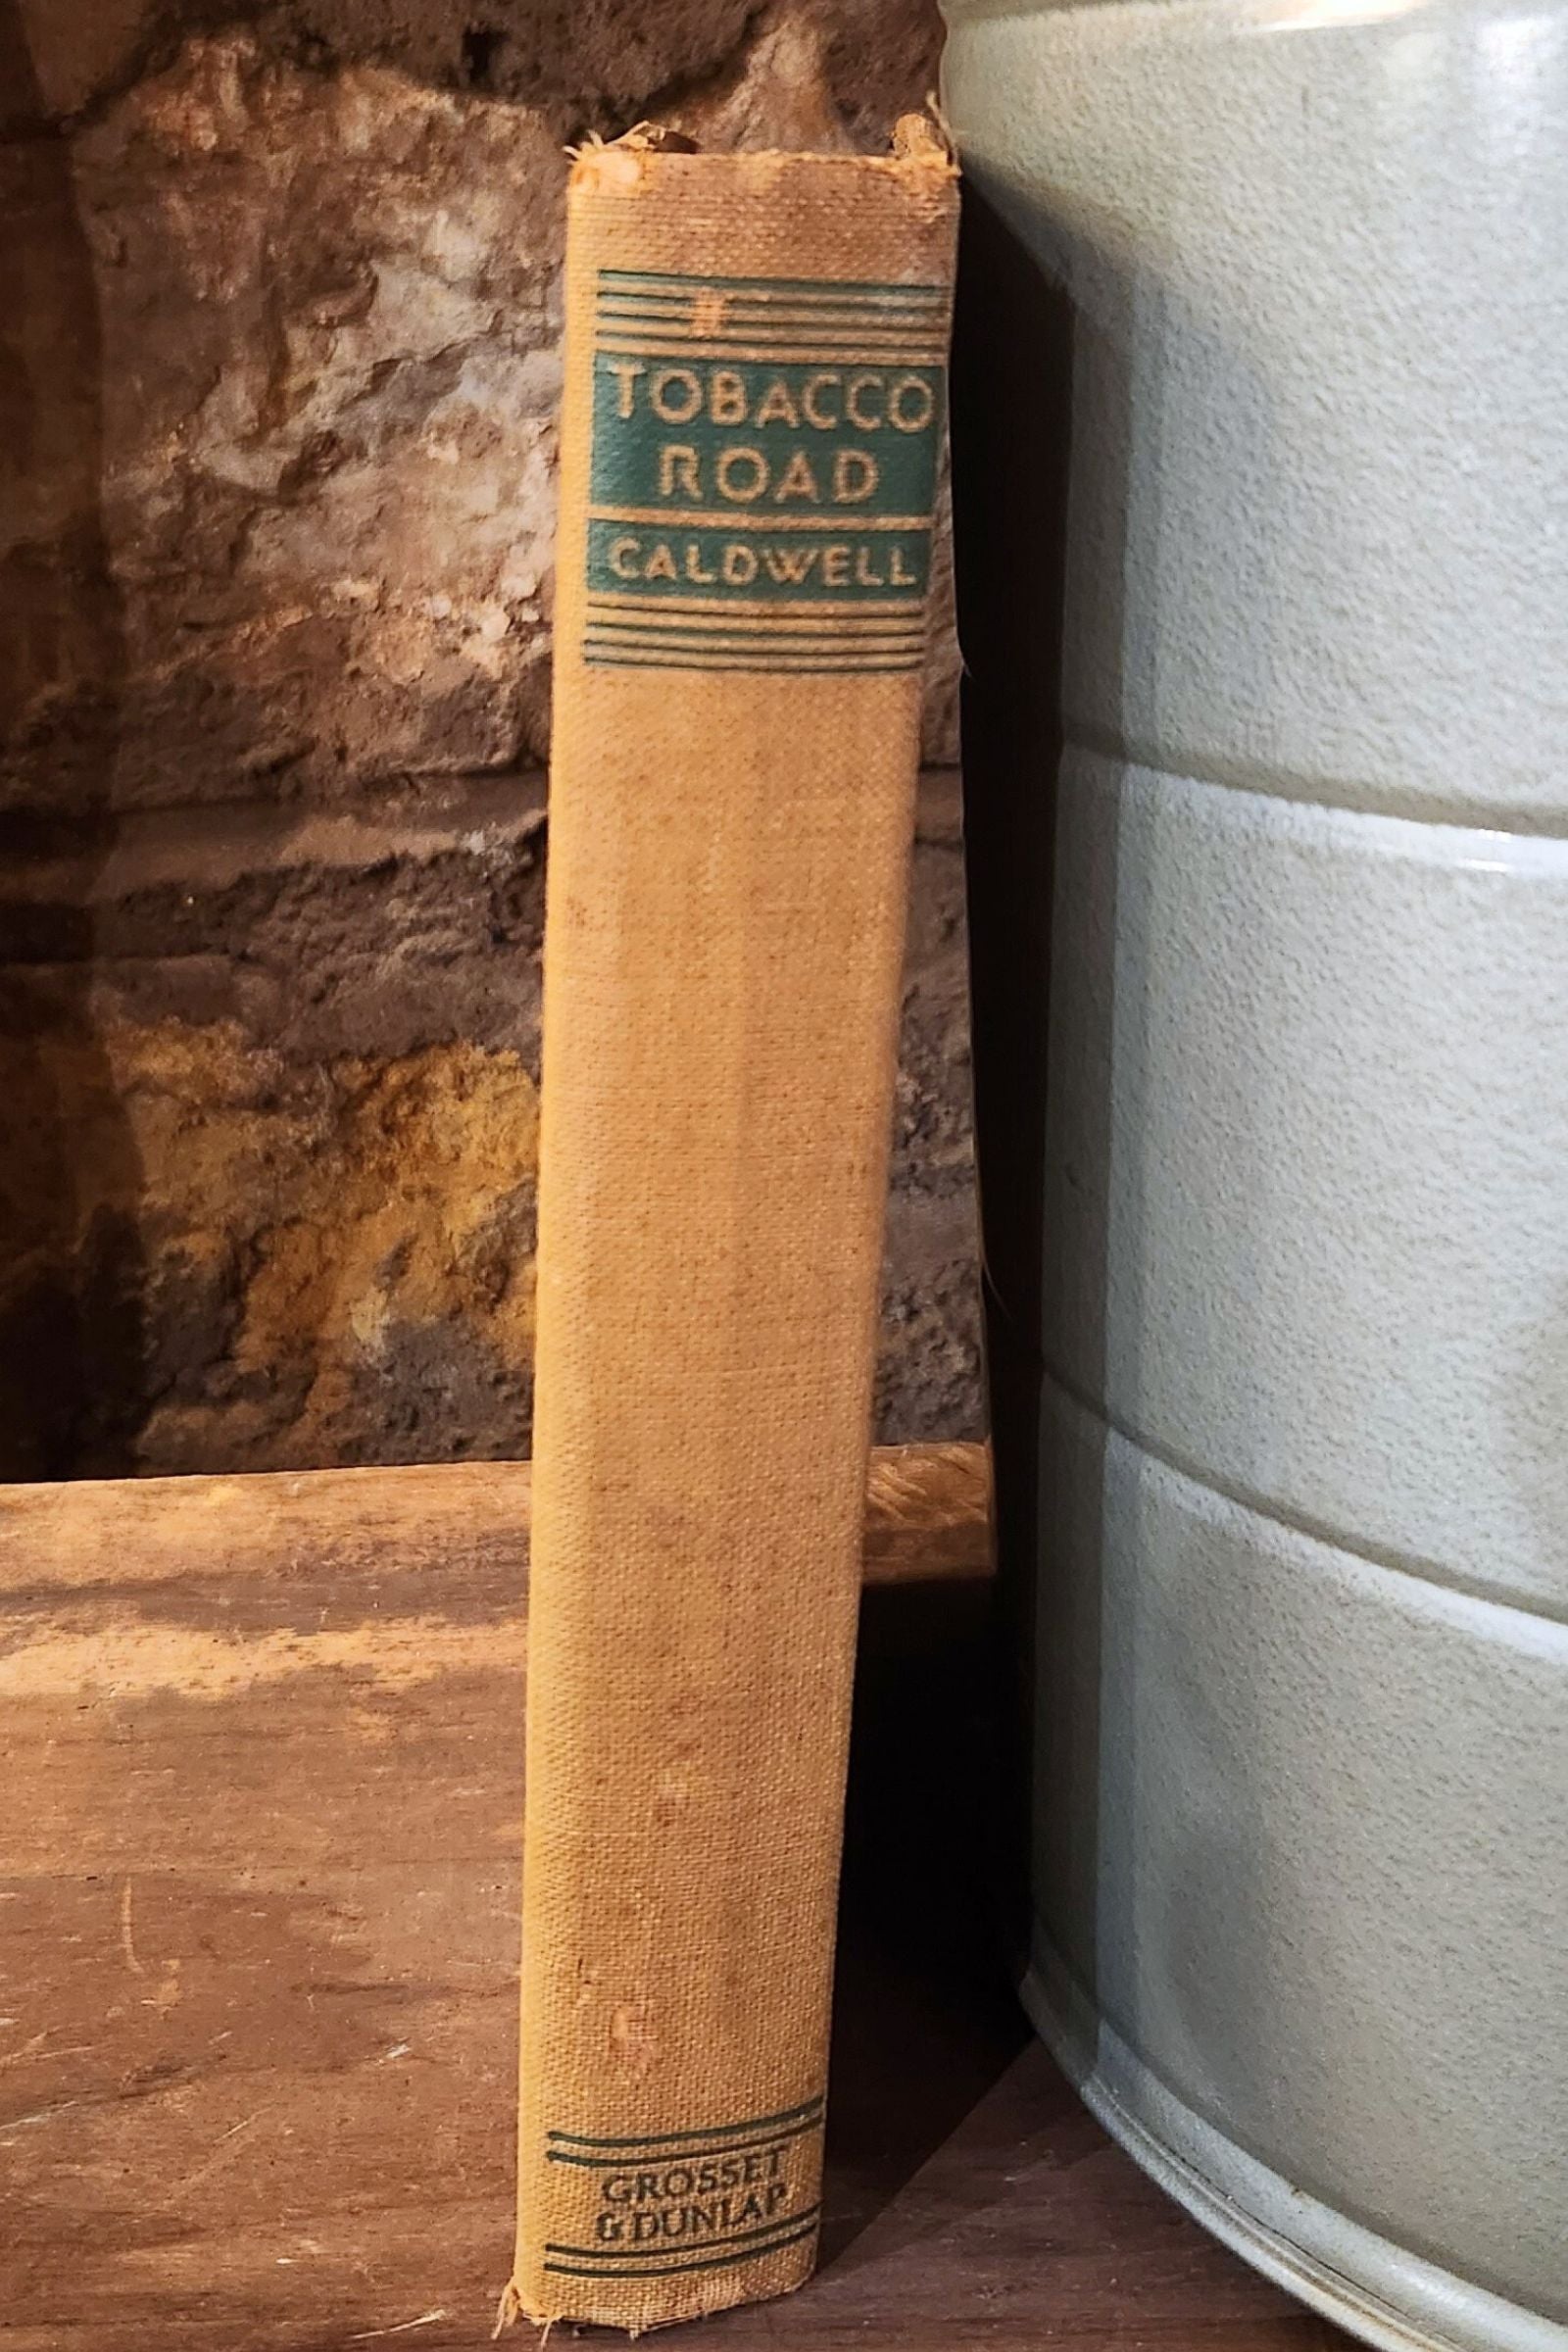 TOBACCO
ROAD
CALDWELL
GROSSET
& DUNLAP